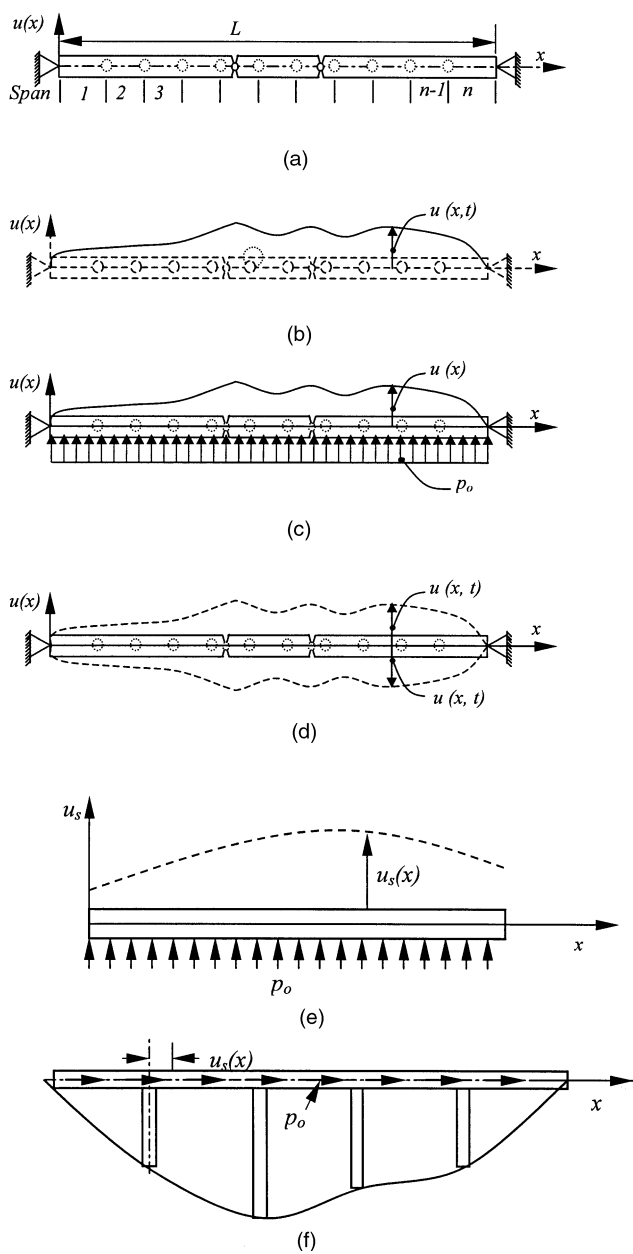 u(x)
L
x
Span 1 2 3 n-1 n
(a)
u(x)
u (x,t)
x
(b)
u(x)
u (x)
x
p_o
(c)
u(x)
u (x, t)
x
u (x, t)
(d)
u_s
u_s(x)
x
p_o
(e)
u_s(x)
p_o
x
(f)